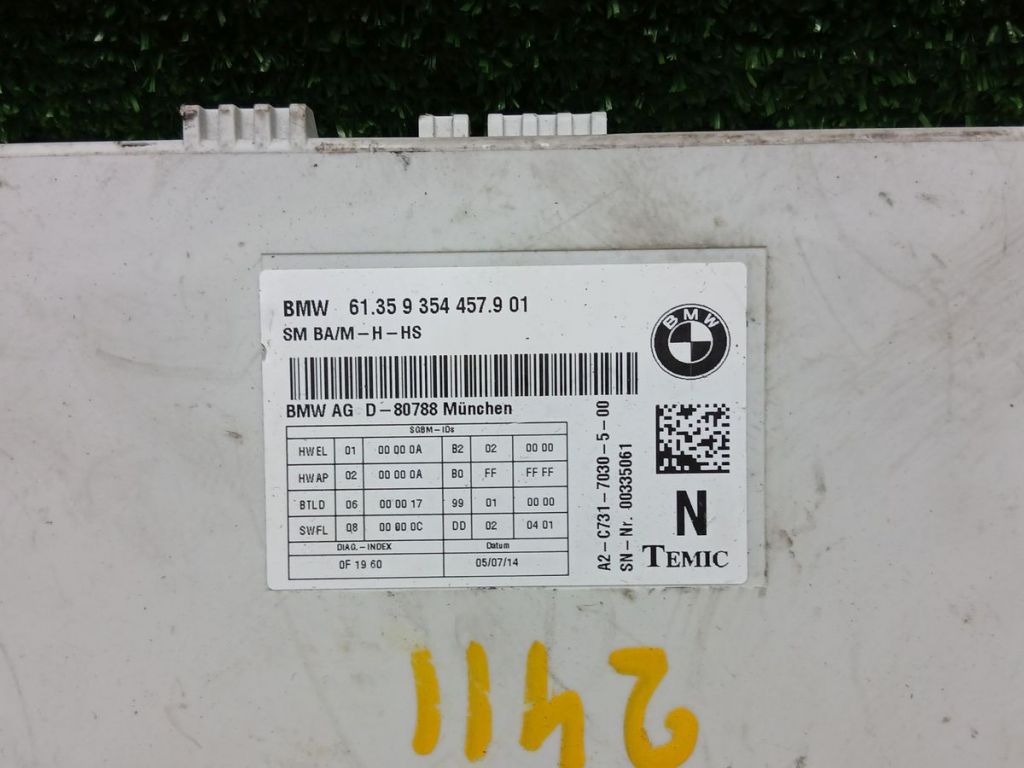 BMW 61.35 9 354 457.9 01
SM BA/M-H-HS
BMW
BMW AG D-80788 München
SGBM-IDs
HWEL 01 00 00 0A B2 02 00 00
HWAP 02 00 00 0A B0 FF FF FF
BTLD 06 00 00 17 99 01 00 00
SWFL 08 00 00 0C DD 02 04 01
DIAG.-INDEX Datum
0F 19 60 05/07/14
A2-C731-7030-5-00
SN-Nr. 00335061
N
TEMIC
2411